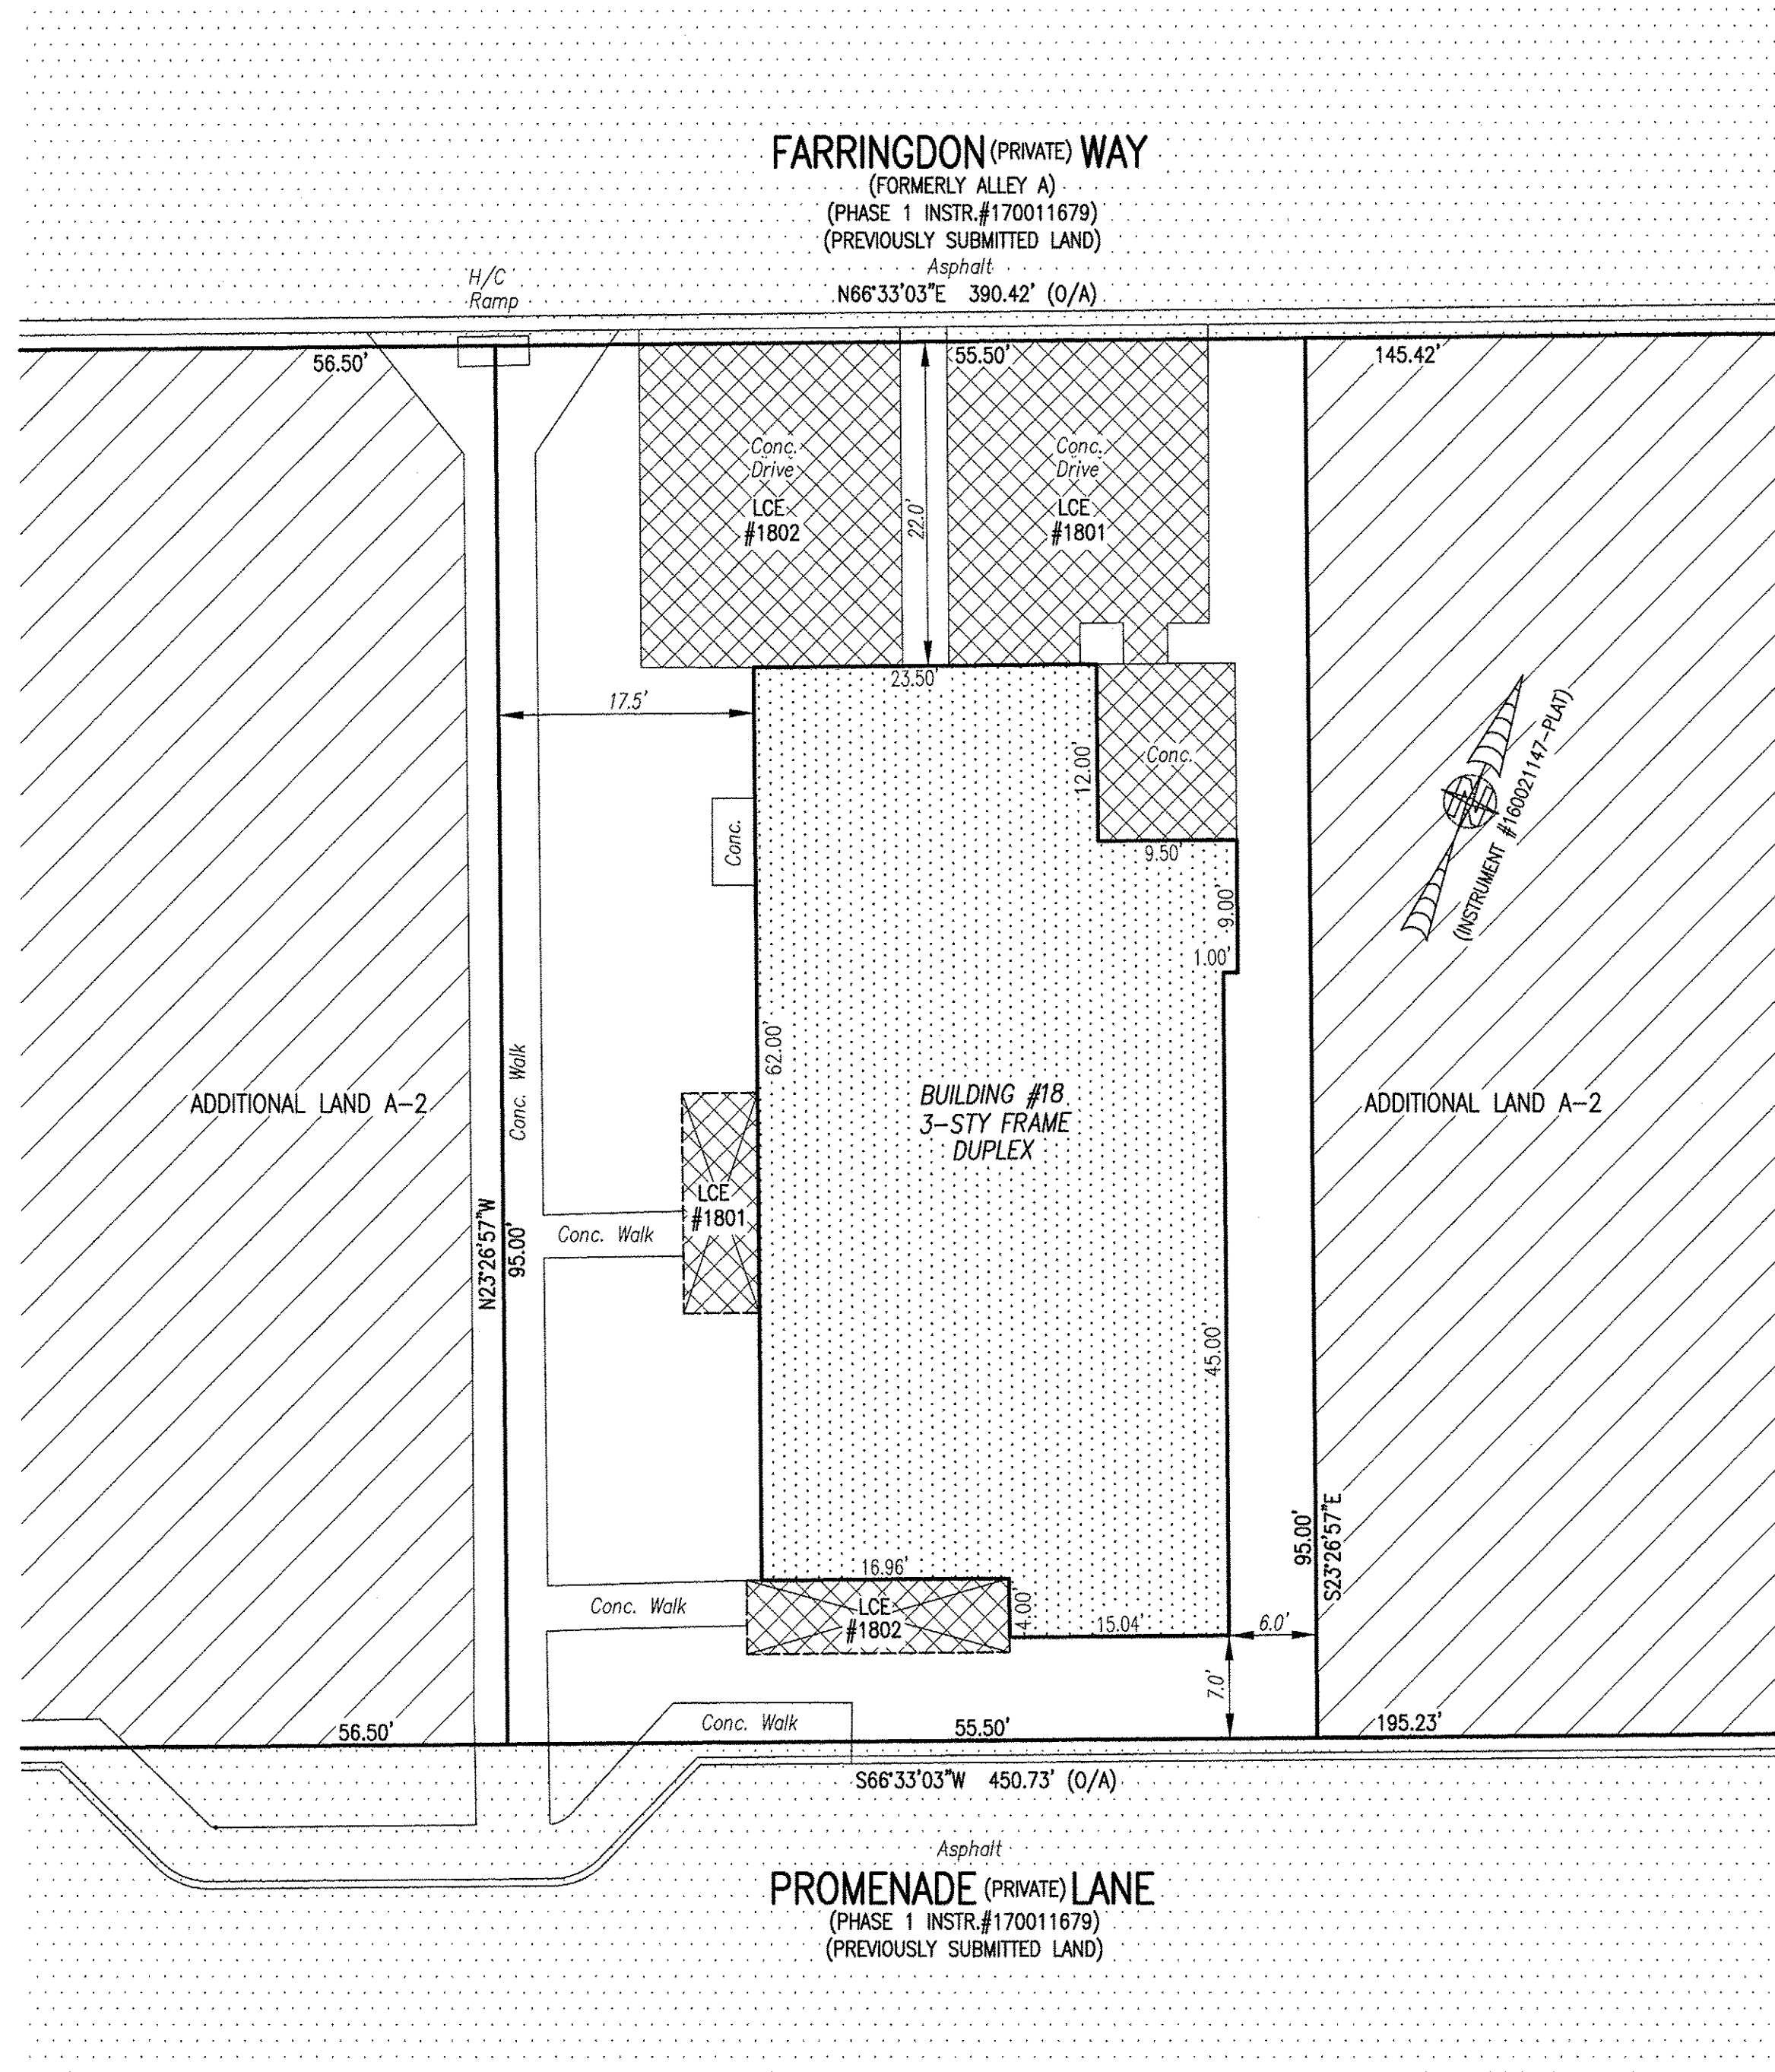 FARRINGDON (PRIVATE) WAY
(FORMERLY ALLEY A)
(PHASE 1 INSTR.#170011679)
(PREVIOUSLY SUBMITTED LAND)
Asphalt
N66°33'03"E 390.42' (O/A)
H/C
Ramp
56.50'
55.50'
145.42'
Conc.
Drive
LCE
#1802
22.0'
Conc.
Drive
LCE
#1801
23.50'
17.5'
12.00'
Conc.
9.50'
Conc.
9.00'
1.00'
(INSTRUMENT #160021147-PLAT)
62.00'
Conc. Walk
ADDITIONAL LAND A-2
BUILDING #18
3-STY FRAME
DUPLEX
ADDITIONAL LAND A-2
LCE
#1801
Conc. Walk
N23°26'57"W
95.00'
45.00'
95.00'
S23°26'57"E
16.96'
Conc. Walk
LCE
#1802
4.00'
15.04'
6.0'
7.0'
56.50'
Conc. Walk
55.50'
195.23'
S66°33'03"W 450.73' (O/A)
Asphalt
PROMENADE (PRIVATE) LANE
(PHASE 1 INSTR.#170011679)
(PREVIOUSLY SUBMITTED LAND)